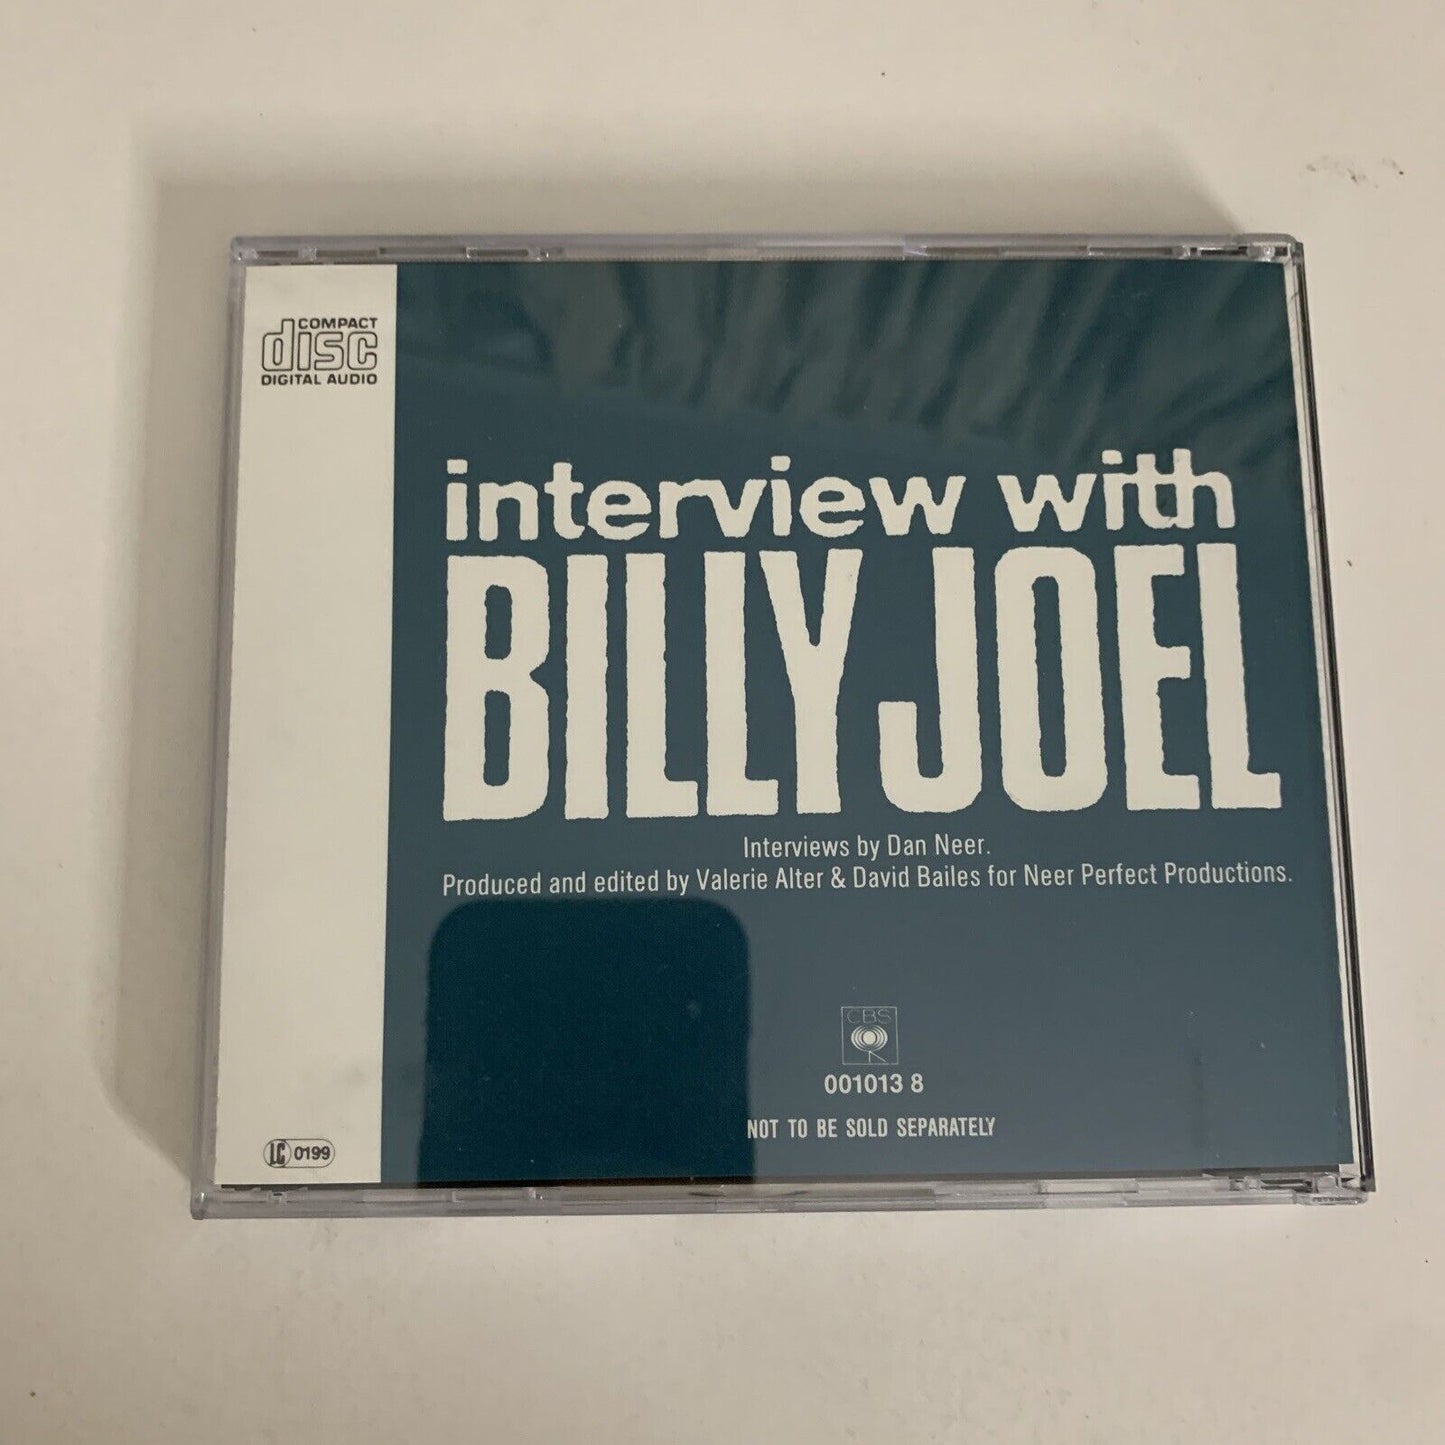 COMPACT
disc
DIGITAL AUDIO
interview with
BILLY JOEL
Interviews by Dan Neer.
Produced and edited by Valerie Alter & David Bailes for Neer Perfect Productions.
CBS
001013 8
NOT TO BE SOLD SEPARATELY
LC 0199